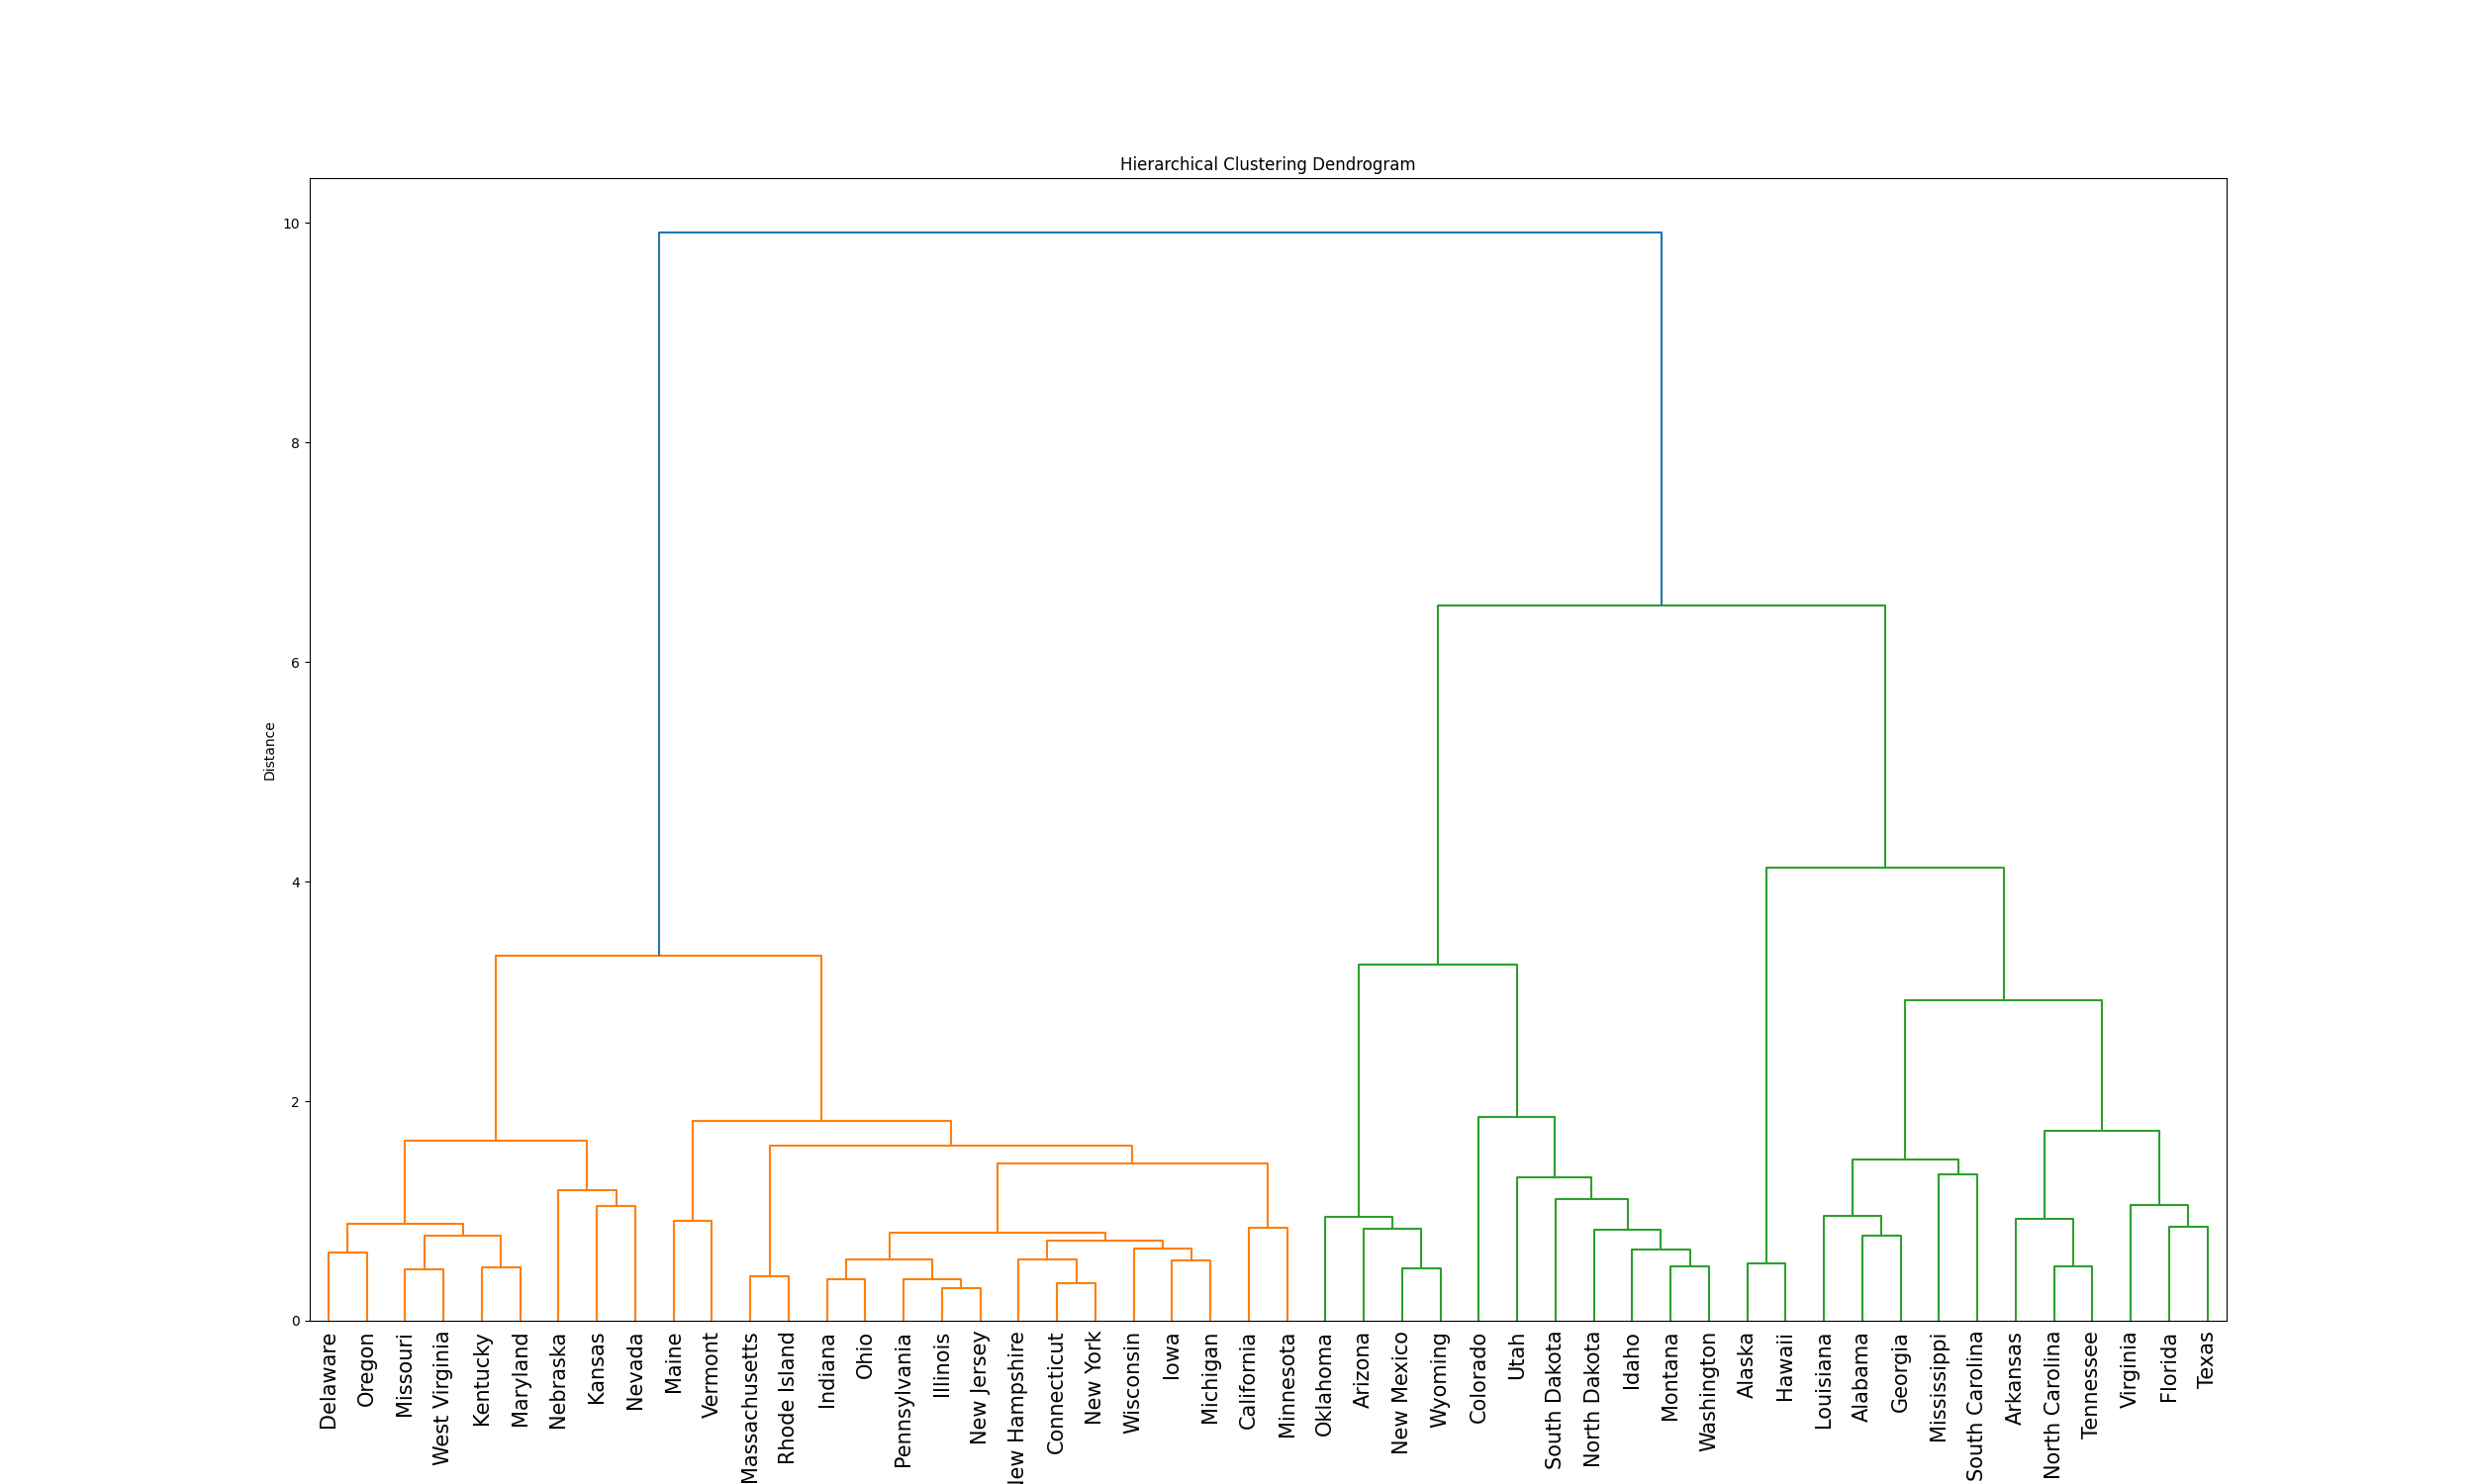 Hierarchical Clustering Dendrogram
10
8
6
4
2
0
Distance
Delaware
Oregon
Missouri
West Virginia
Kentucky
Maryland
Nebraska
Kansas
Nevada
Maine
Vermont
Massachusetts
Rhode Island
Indiana
Ohio
Pennsylvania
Illinois
New Jersey
New Hampshire
Connecticut
New York
Wisconsin
Iowa
Michigan
California
Minnesota
Oklahoma
Arizona
New Mexico
Wyoming
Colorado
Utah
South Dakota
North Dakota
Idaho
Montana
Washington
Alaska
Hawaii
Louisiana
Alabama
Georgia
Mississippi
South Carolina
Arkansas
North Carolina
Tennessee
Virginia
Florida
Texas